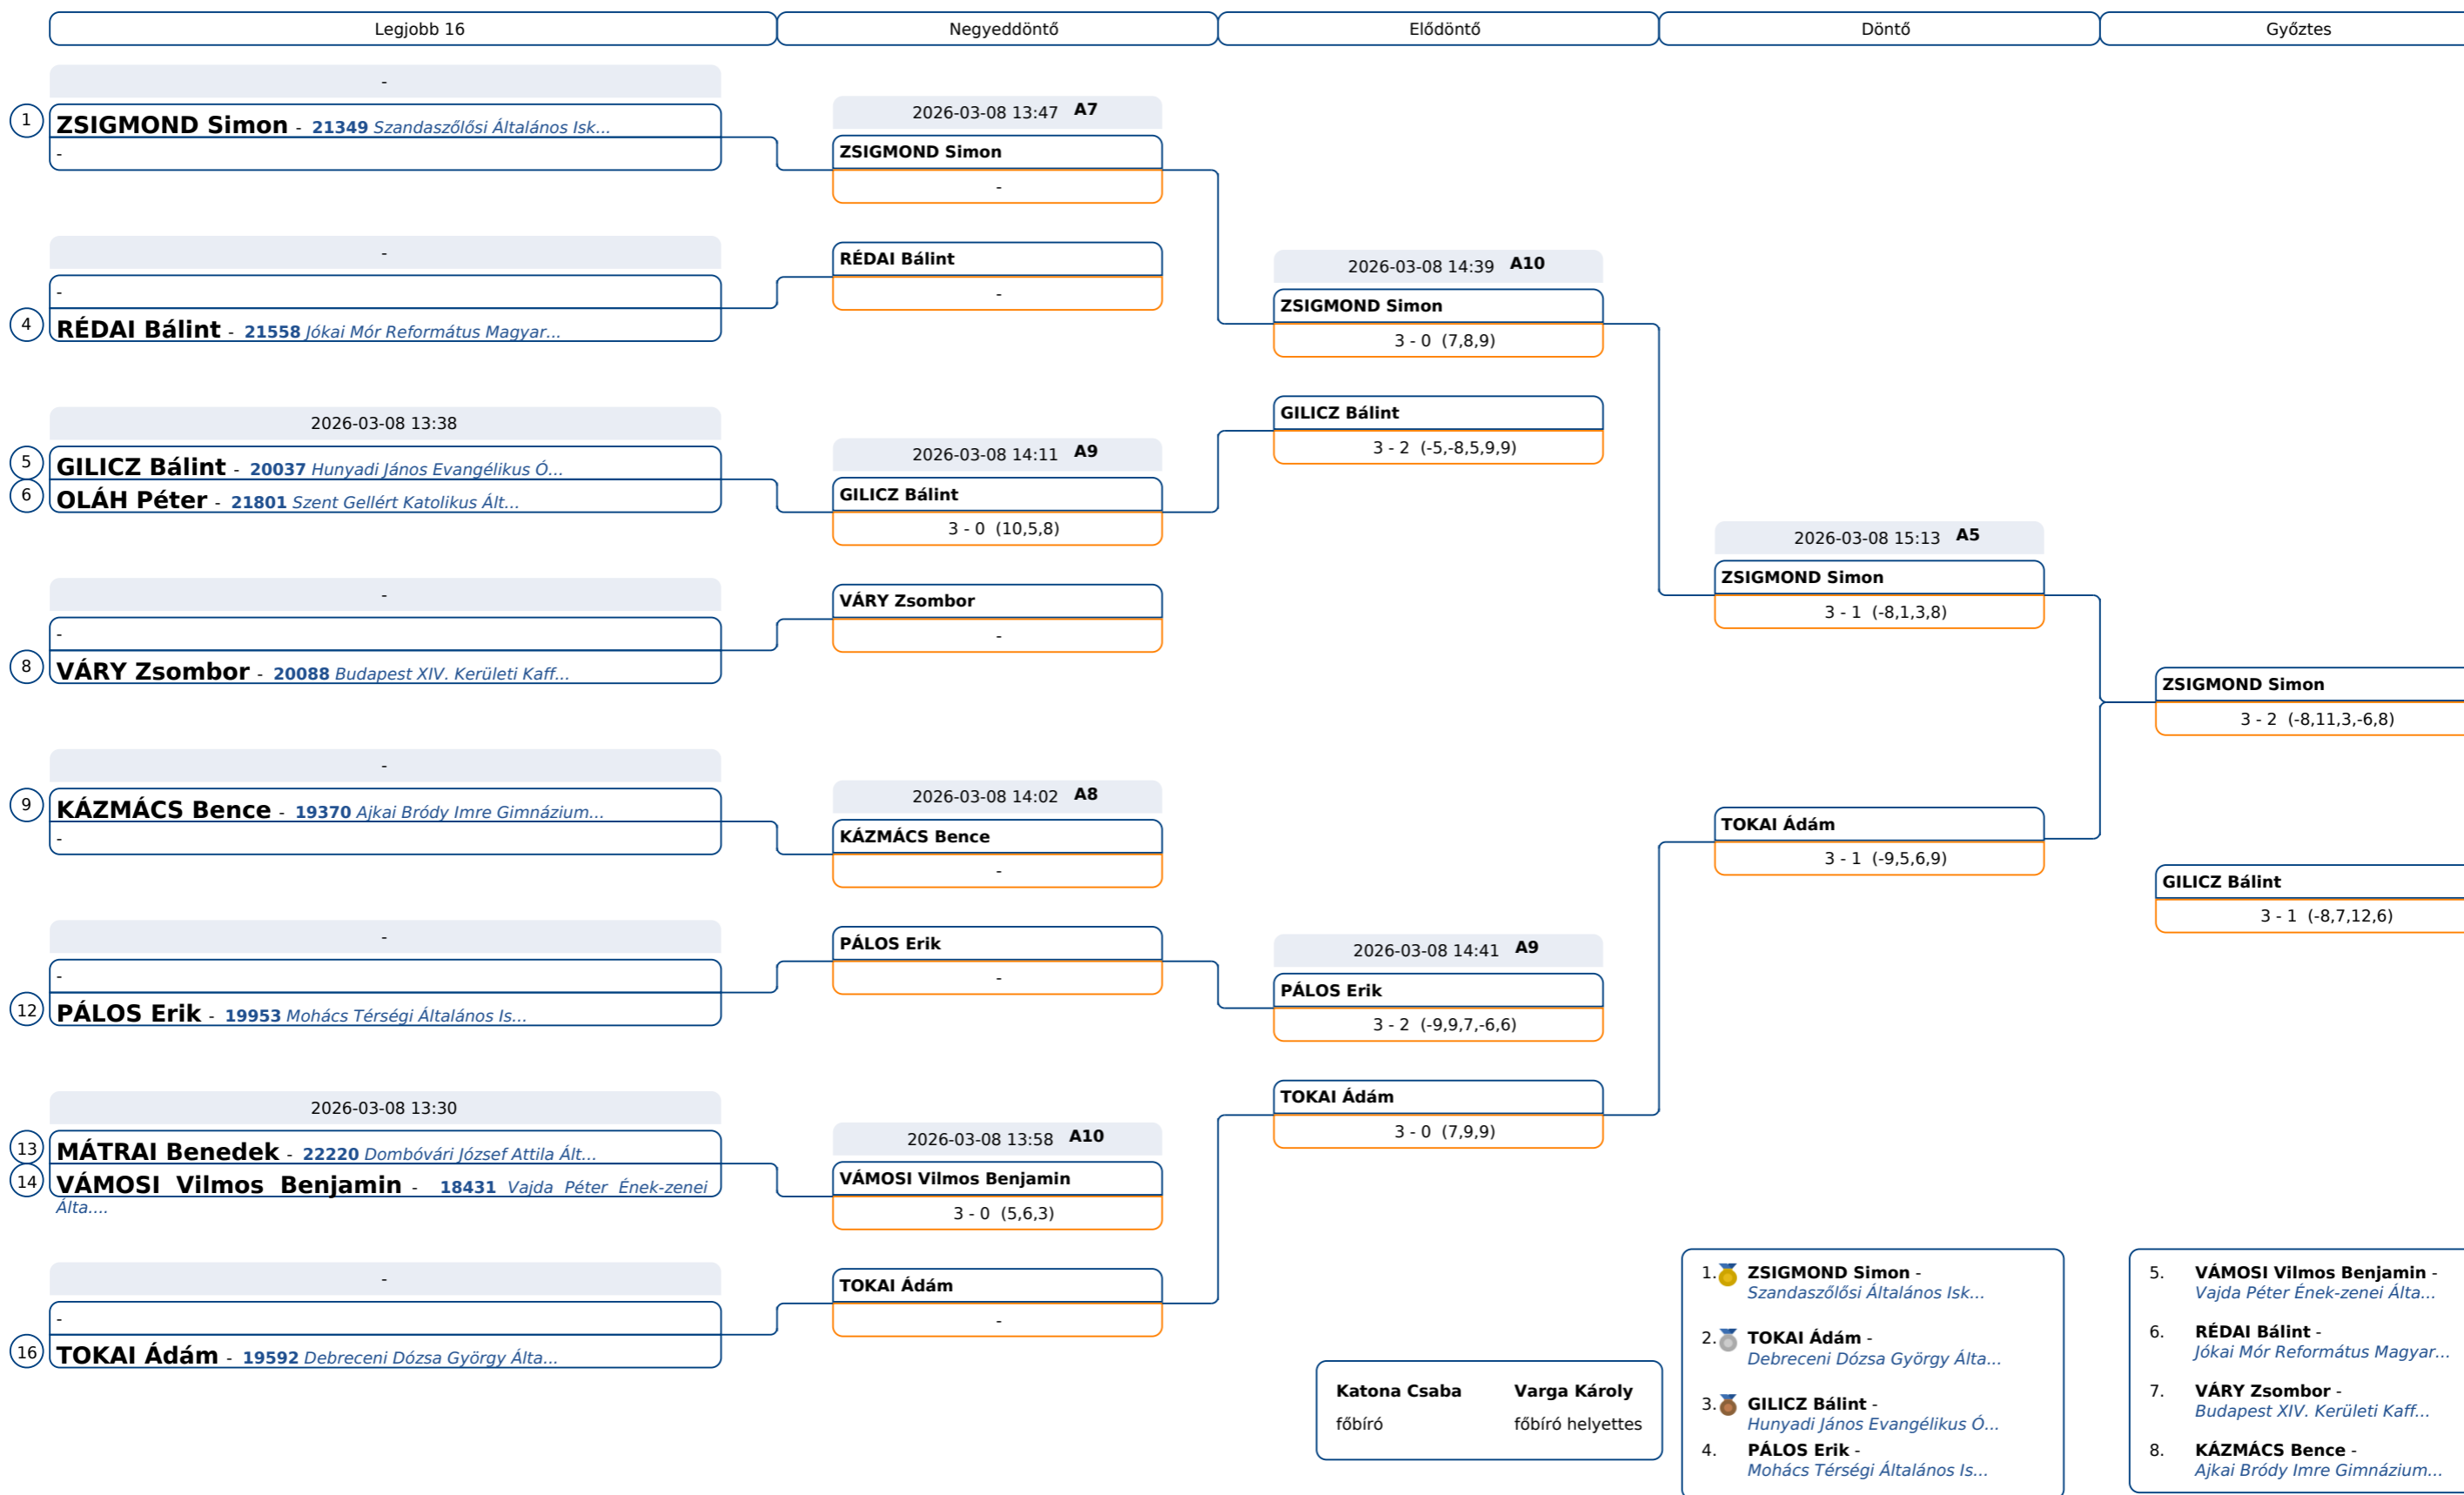 Legjobb 16
Negyeddöntő
Elődöntő
Döntő
Győztes
-
1
ZSIGMOND Simon - 21349 Szandaszőlősi Általános Isk...
-
-
-
4
RÉDAI Bálint - 21558 Jókai Mór Református Magyar...
2026-03-08 13:38
5
GILICZ Bálint - 20037 Hunyadi János Evangélikus Ó...
6
OLÁH Péter - 21801 Szent Gellért Katolikus Ált...
-
-
8
VÁRY Zsombor - 20088 Budapest XIV. Kerületi Kaff...
-
9
KÁZMÁCS Bence - 19370 Ajkai Bródy Imre Gimnázium...
-
-
-
12
PÁLOS Erik - 19953 Mohács Térségi Általános Is...
2026-03-08 13:30
13
MÁTRAI Benedek - 22220 Dombóvári József Attila Ált...
14
VÁMOSI Vilmos Benjamin - 18431 Vajda Péter Ének-zenei
Álta....
-
-
16
TOKAI Ádám - 19592 Debreceni Dózsa György Álta...
2026-03-08 13:47 A7
ZSIGMOND Simon
-
RÉDAI Bálint
-
2026-03-08 14:11 A9
GILICZ Bálint
3 - 0 (10,5,8)
VÁRY Zsombor
-
2026-03-08 14:02 A8
KÁZMÁCS Bence
-
PÁLOS Erik
-
2026-03-08 13:58 A10
VÁMOSI Vilmos Benjamin
3 - 0 (5,6,3)
TOKAI Ádám
-
2026-03-08 14:39 A10
ZSIGMOND Simon
3 - 0 (7,8,9)
GILICZ Bálint
3 - 2 (-5,-8,5,9,9)
2026-03-08 14:41 A9
PÁLOS Erik
3 - 2 (-9,9,7,-6,6)
TOKAI Ádám
3 - 0 (7,9,9)
2026-03-08 15:13 A5
ZSIGMOND Simon
3 - 1 (-8,1,3,8)
TOKAI Ádám
3 - 1 (-9,5,6,9)
ZSIGMOND Simon
3 - 2 (-8,11,3,-6,8)
GILICZ Bálint
3 - 1 (-8,7,12,6)
Katona Csaba
főbíró
Varga Károly
főbíró helyettes
1. ZSIGMOND Simon -
Szandaszőlősi Általános Isk...
2. TOKAI Ádám -
Debreceni Dózsa György Álta...
3. GILICZ Bálint -
Hunyadi János Evangélikus Ó...
4. PÁLOS Erik -
Mohács Térségi Általános Is...
5. VÁMOSI Vilmos Benjamin -
Vajda Péter Ének-zenei Álta...
6. RÉDAI Bálint -
Jókai Mór Református Magyar...
7. VÁRY Zsombor -
Budapest XIV. Kerületi Kaff...
8. KÁZMÁCS Bence -
Ajkai Bródy Imre Gimnázium...